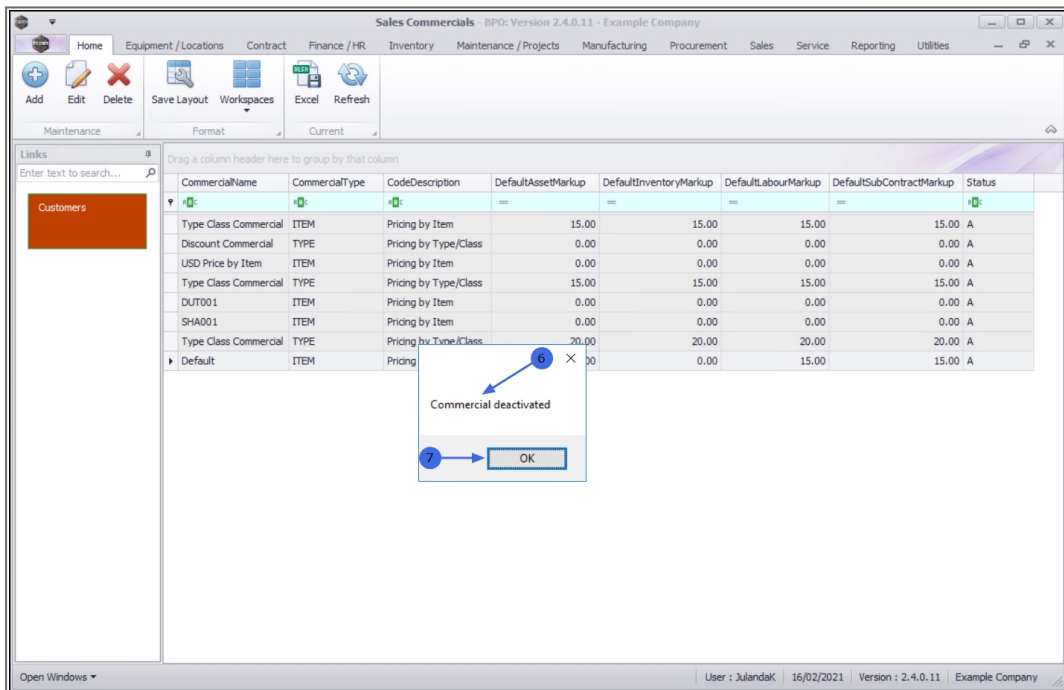 Sales Commercials - BPO: Version 2.4.0.11 - Example Company
Home Equipment / Locations Contract Finance / HR Inventory Maintenance / Projects Manufacturing Procurement Sales Service Reporting Utilities
Add Edit Delete Save Layout Workspaces Excel Refresh
Maintenance Format Current
Links
Enter text to search...
Customers
Drag a column header here to group by that column
CommercialName CommercialType CodeDescription DefaultAssetMarkup DefaultInventoryMarkup DefaultLabourMarkup DefaultSubContractMarkup Status
= = = =
Type Class Commercial ITEM Pricing by Item 15.00 15.00 15.00 15.00 A
Discount Commercial TYPE Pricing by Type/Class 0.00 0.00 0.00 0.00 A
USD Price by Item ITEM Pricing by Item 0.00 0.00 0.00 0.00 A
Type Class Commercial TYPE Pricing by Type/Class 15.00 15.00 15.00 15.00 A
DUT001 ITEM Pricing by Item 0.00 0.00 0.00 0.00 A
SHA001 ITEM Pricing by Item 0.00 0.00 0.00 0.00 A
Type Class Commercial TYPE Pricing by Type/Class 20.00 20.00 20.00 20.00 A
Default ITEM Pricing 00 0.00 15.00 15.00 A
6
Commercial deactivated
7 OK
Open Windows User : JulandaK 16/02/2021 Version : 2.4.0.11 Example Company